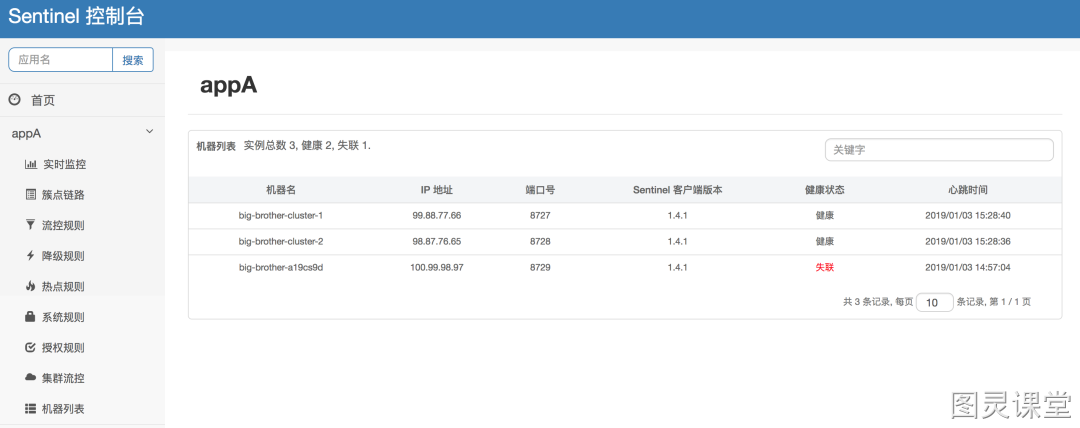 Sentinel 控制台
应用名 搜索
首页
appA
实时监控
簇点链路
流控规则
降级规则
热点规则
系统规则
授权规则
集群流控
机器列表
appA
机器列表 实例总数 3, 健康 2, 失联 1.
关键字
机器名 IP 地址 端口号 Sentinel 客户端版本 健康状态 心跳时间
big-brother-cluster-1 99.88.77.66 8727 1.4.1 健康 2019/01/03 15:28:40
big-brother-cluster-2 98.87.76.65 8728 1.4.1 健康 2019/01/03 15:28:36
big-brother-a19cs9d 100.99.98.97 8729 1.4.1 失联 2019/01/03 14:57:04
共 3 条记录, 每页 10 条记录, 第 1 / 1 页
图灵课堂